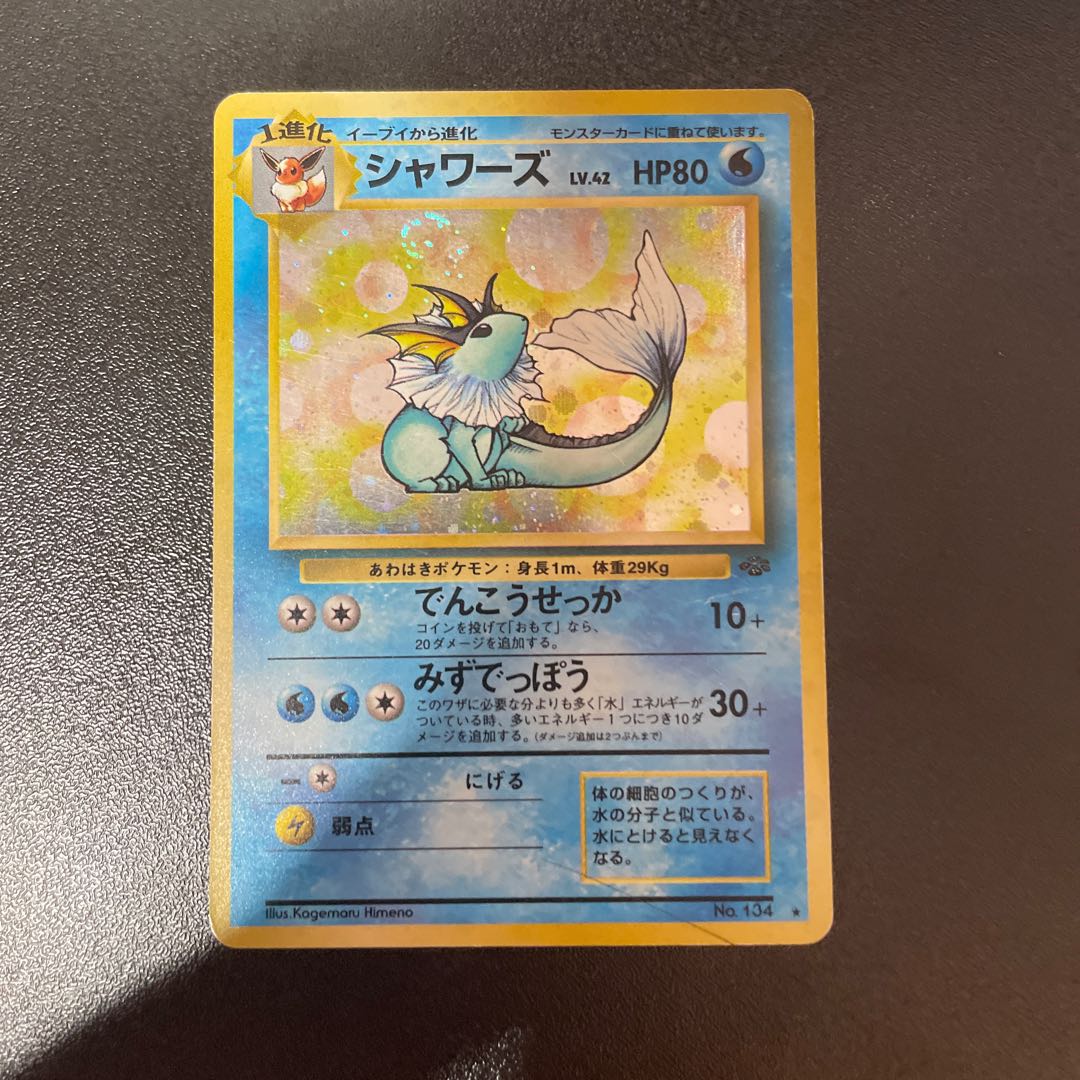 1進化
イーブイから進化
モンスターカードに重ねて使います。
シャワーズ LV.42 HP80
あわはきポケモン：身長1m、体重29Kg
でんこうせっか 10+
コインを投げて「おもて」なら、
20ダメージを追加する。
みずでっぽう 30+
このワザに必要な分よりも多く「水」エネルギーが
ついている時、多いエネルギー1つにつき10ダ
メージを追加する。(ダメージ追加は2つぶんまで)
にげる
弱点
体の細胞のつくりが、
水の分子と似ている。
水にとけると見えなく
なる。
Illus.Kagemaru Himeno
No. 134 ★